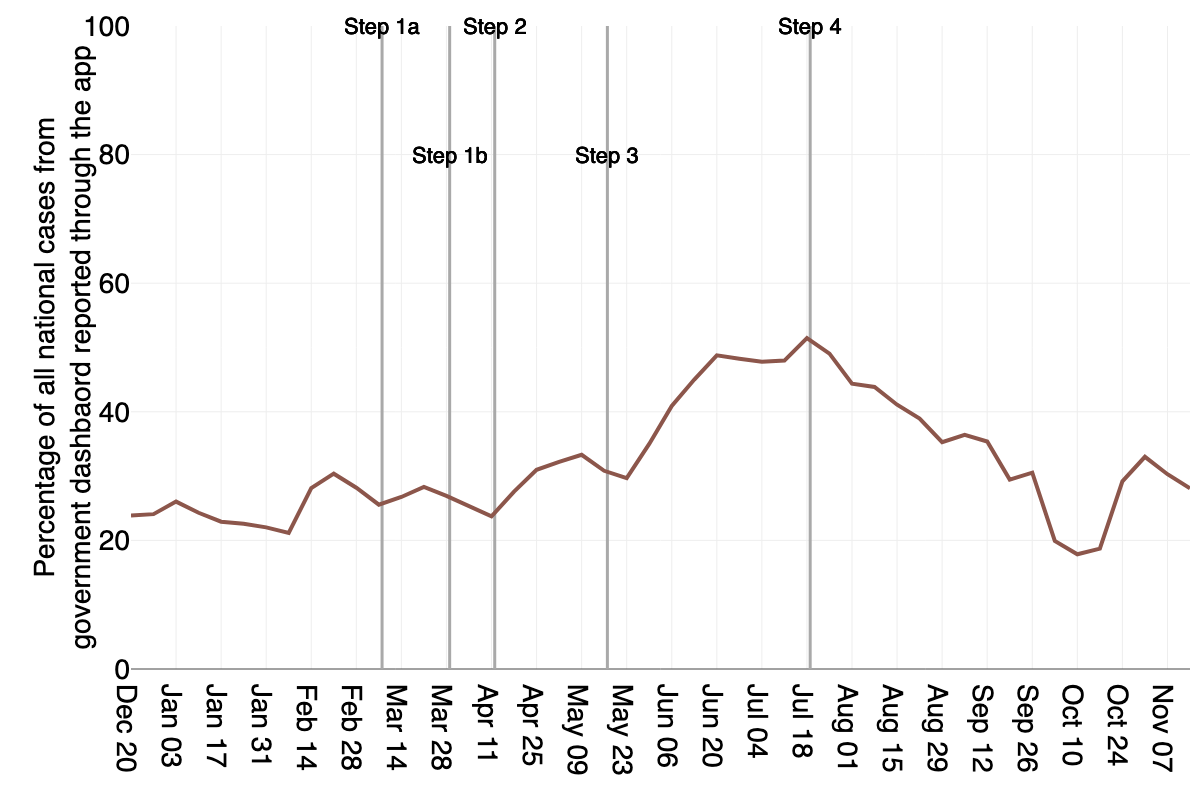 Percentage of all national cases from
government dashbaord reported through the app
100
80
60
40
20
0
Step 1a
Step 2
Step 4
Step 1b
Step 3
Dec 20
Jan 03
Jan 17
Jan 31
Feb 14
Feb 28
Mar 14
Mar 28
Apr 11
Apr 25
May 09
May 23
Jun 06
Jun 20
Jul 04
Jul 18
Aug 01
Aug 15
Aug 29
Sep 12
Sep 26
Oct 10
Oct 24
Nov 07